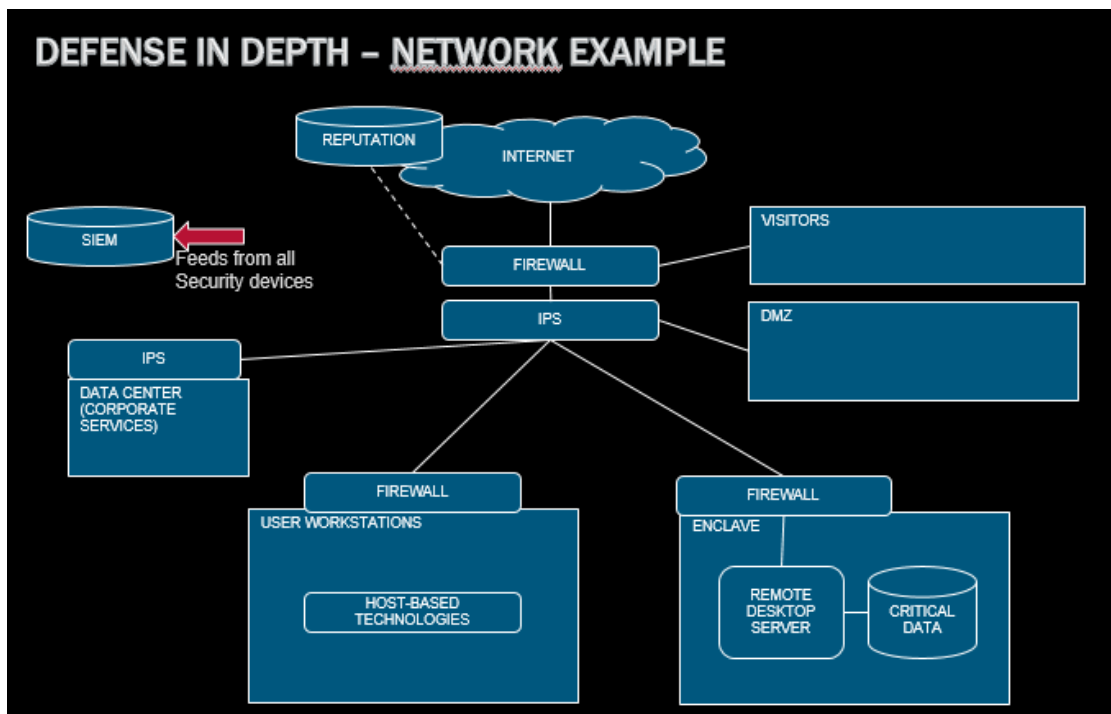 DEFENSE IN DEPTH – NETWORK EXAMPLE
REPUTATION
INTERNET
SIEM
Feeds from all
Security devices
FIREWALL
VISITORS
IPS
DMZ
IPS
DATA CENTER
(CORPORATE
SERVICES)
FIREWALL
USER WORKSTATIONS
HOST-BASED
TECHNOLOGIES
FIREWALL
ENCLAVE
REMOTE
DESKTOP
SERVER
CRITICAL
DATA